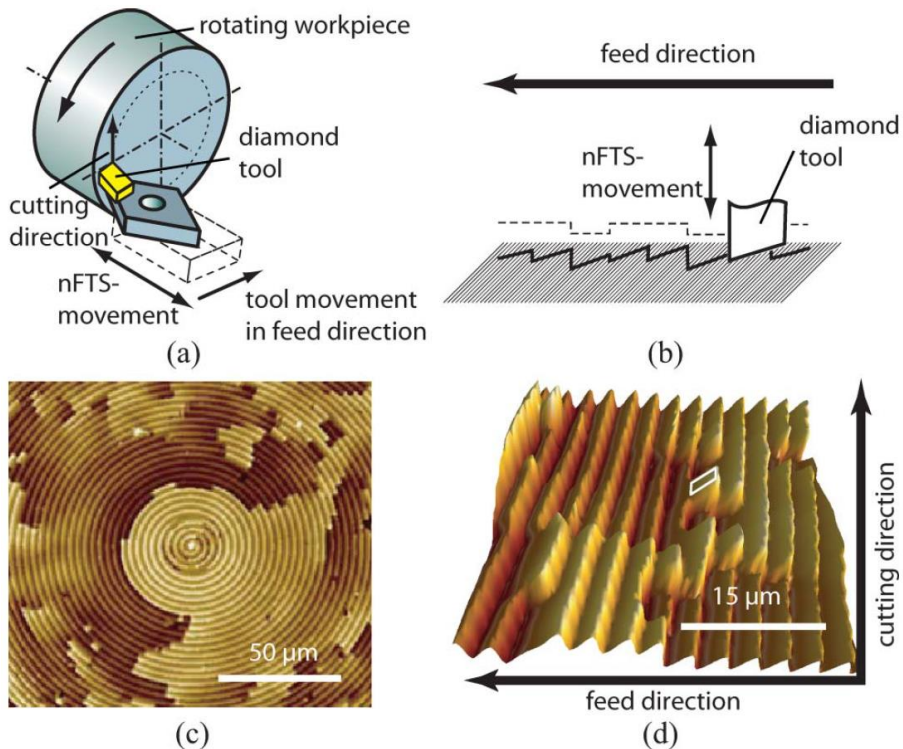 rotating workpiece
diamond
tool
cutting
direction
nFTS-
movement
tool movement
in feed direction
(a)
feed direction
nFTS-
movement
diamond
tool
(b)
50 µm
(c)
15 µm
cutting direction
feed direction
(d)